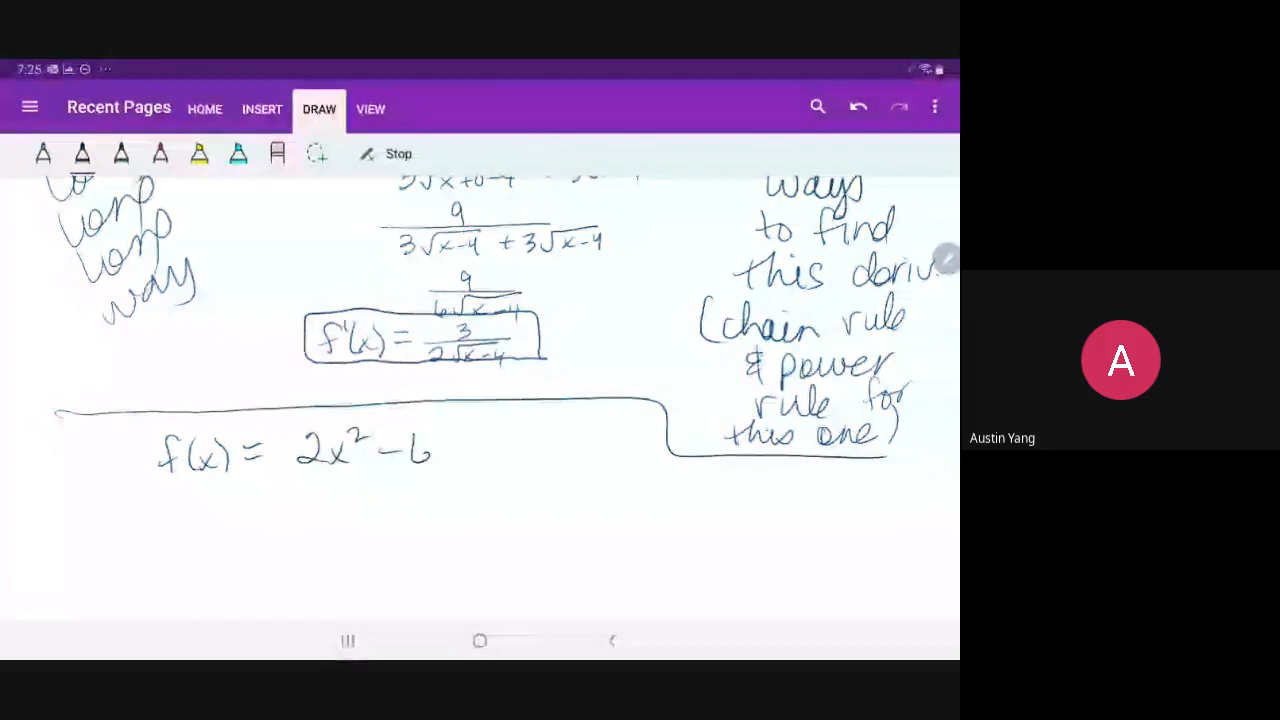 7:25
Recent Pages HOME INSERT DRAW VIEW
Stop
long
long
way
9
3√x-4 + 3√x-4
9
6√x-4
f'(x) = 3
2√x-4
ways
to find
this deriv.
(chain rule
& power
rule for
this one)
f(x) = 2x² - 6
A
Austin Yang